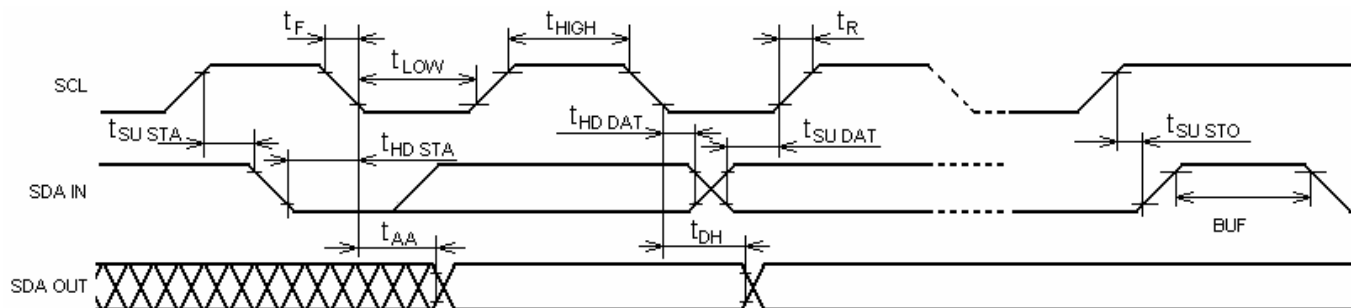 tF
tHIGH
tR
tLOW
SCL
tSU STA
tHD STA
tHD DAT
tSU DAT
tSU STO
SDA IN
BUF
tAA
tDH
SDA OUT